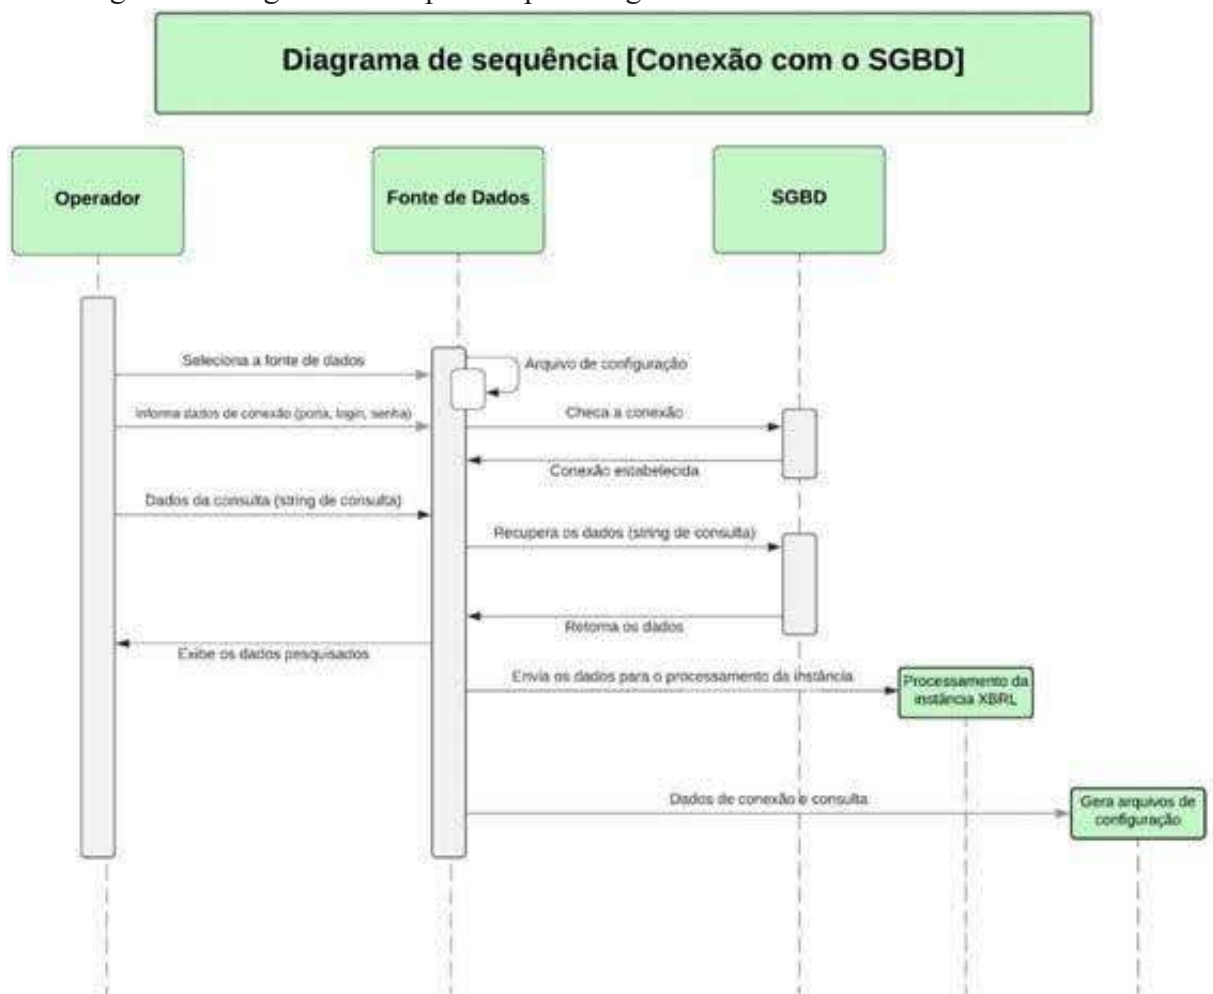 Diagrama de sequência [Conexão com o SGBD]
Operador
Fonte de Dados
SGBD
Seleciona a fonte de dados
Arquivo de configuração
Informa dados de conexão (porta, login, senha)
Checa a conexão
Conexão estabelecida
Dados da consulta (string de consulta)
Recupera os dados (string de consulta)
Retorna os dados
Exibe os dados pesquisados
Envia os dados para o processamento da instância
Processamento da
instância XBRL
Dados de conexão e consulta
Gera arquivos de
configuração